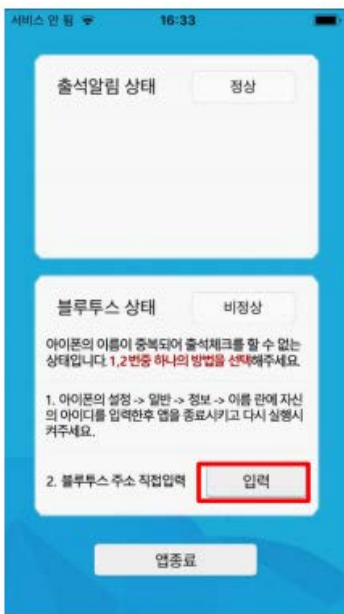 서비스 안 됨 16:33
출석알림 상태 정상
블루투스 상태 비정상
아이폰의 이름이 중복되어 출석체크를 할 수 없는
상태입니다. 1,2번중 하나의 방법을 선택해주세요.
1. 아이폰의 설정 -> 일반 -> 정보 -> 이름 란에 자신
의 아이디를 입력한후 앱을 종료시키고 다시 실행시
켜주세요.
2. 블루투스 주소 직접입력 입력
앱종료